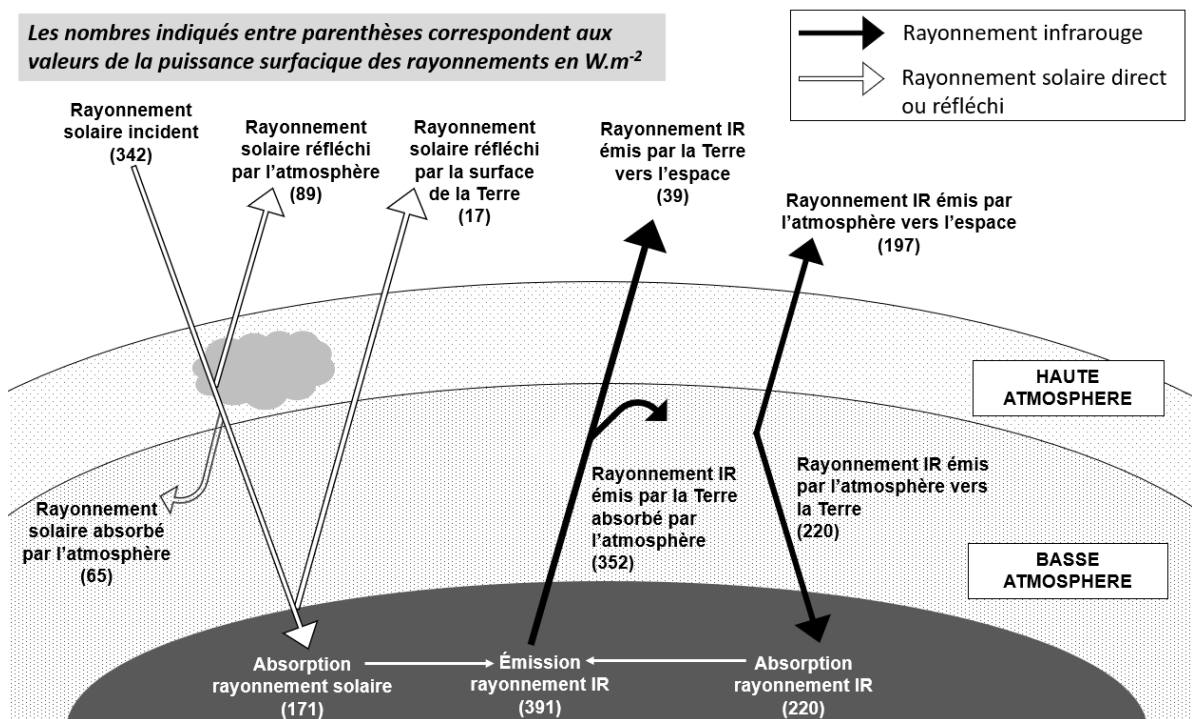 Les nombres indiqués entre parenthèses correspondent aux
valeurs de la puissance surfacique des rayonnements en W.m⁻²
Rayonnement infrarouge
Rayonnement solaire direct
ou réfléchi
Rayonnement
solaire incident
(342)
Rayonnement
solaire réfléchi
par l’atmosphère
(89)
Rayonnement
solaire réfléchi
par la surface
de la Terre
(17)
Rayonnement IR
émis par la Terre
vers l’espace
(39)
Rayonnement IR émis par
l’atmosphère vers l’espace
(197)
HAUTE
ATMOSPHERE
Rayonnement
solaire absorbé
par l’atmosphère
(65)
Rayonnement IR
émis par la Terre
absorbé par
l’atmosphère
(352)
Rayonnement IR émis
par l’atmosphère vers
la Terre
(220)
BASSE
ATMOSPHERE
Absorption
rayonnement solaire
(171)
Émission
rayonnement IR
(391)
Absorption
rayonnement IR
(220)